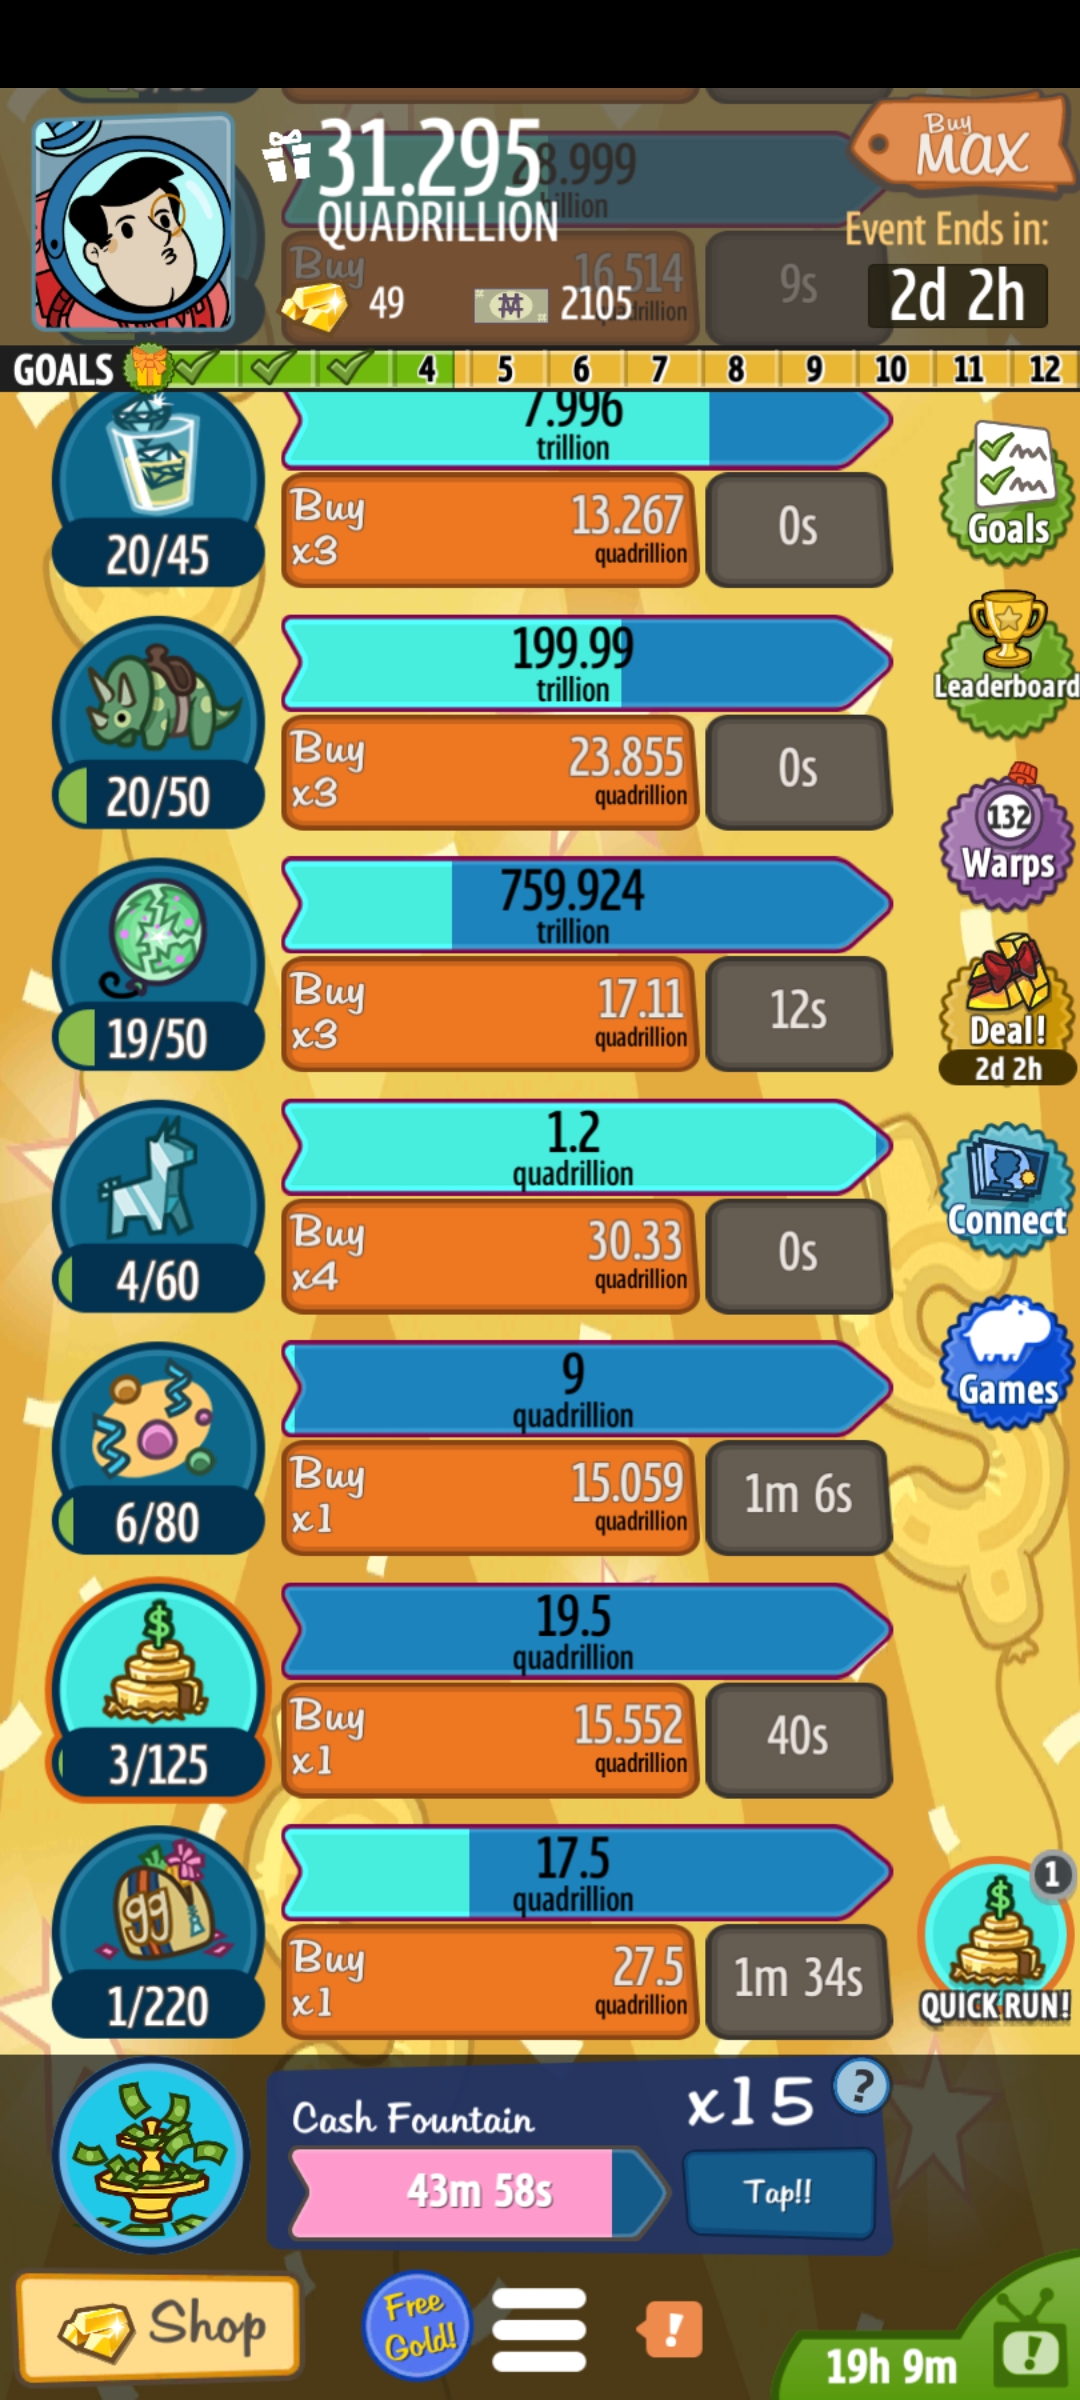 31.295
QUADRILLION
8.999
Buy
MAX
Event Ends in:
2d 2h
Buy
16.514
9s
49
2105
GOALS
4
5
6
7
8
9
10
11
12
7.996
trillion
20/45
Buy
x3
13.267
quadrillion
0s
Goals
199.99
trillion
20/50
Buy
x3
23.855
quadrillion
0s
Leaderboard
132
Warps
759.924
trillion
19/50
Buy
x3
17.11
quadrillion
12s
Deal!
2d 2h
1.2
quadrillion
4/60
Buy
x4
30.33
quadrillion
0s
Connect
9
quadrillion
6/80
Buy
x1
15.059
quadrillion
1m 6s
Games
$
19.5
quadrillion
3/125
Buy
x1
15.552
quadrillion
40s
99
17.5
quadrillion
1/220
Buy
x1
27.5
quadrillion
1m 34s
1
$
QUICK RUN!
Cash Fountain
x15
?
43m 58s
Tap!!
Shop
Free
Gold!
!
19h 9m
!